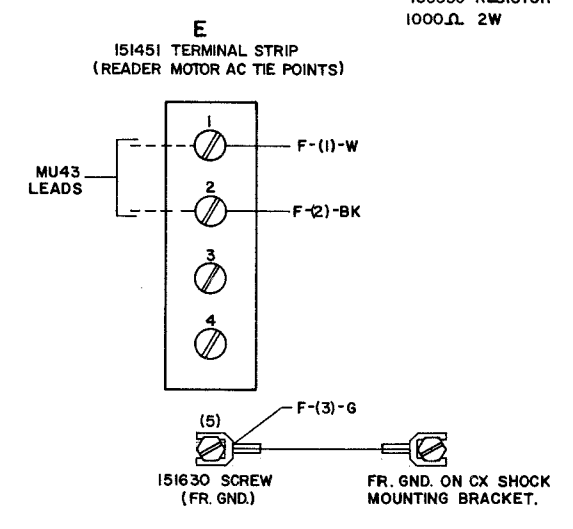 RESISTOR
1000Ω 2W
E
151451 TERMINAL STRIP
(READER MOTOR AC TIE POINTS)
1
F-(1)-W
MU43
LEADS
2
F-(2)-BK
3
4
F-(3)-G
(5)
151630 SCREW
(FR. GND.)
FR. GND. ON CX SHOCK
MOUNTING BRACKET.